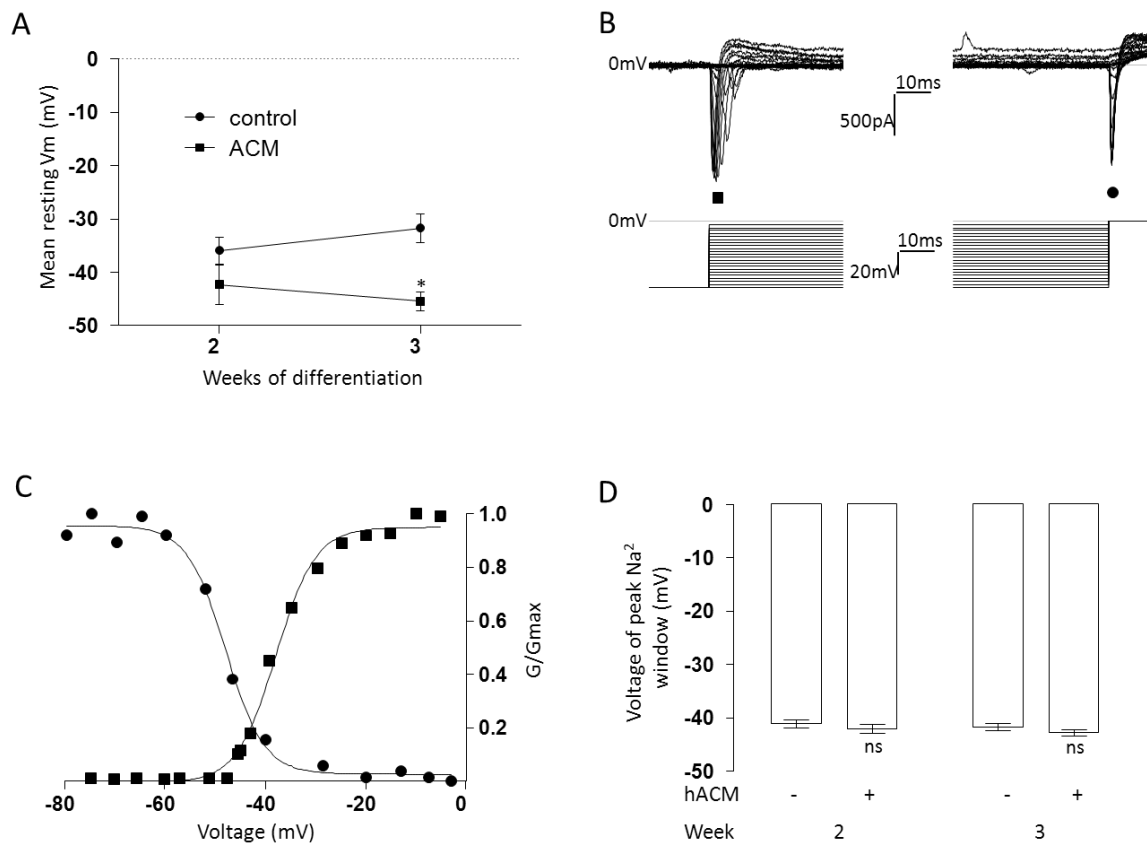 A
0
-10
-20
-30
-40
-50
Mean resting Vm (mV)
control
ACM
*
2 3
Weeks of differentiation
B
0mV
10ms
500pA
0mV
10ms
20mV
C
1.0
0.8
0.6
0.4
0.2
G/Gmax
-80 -60 -40 -20 0
Voltage (mV)
D
0
-10
-20
-30
-40
-50
Voltage of peak Na²
window (mV)
ns ns
hACM - + - +
Week 2 3